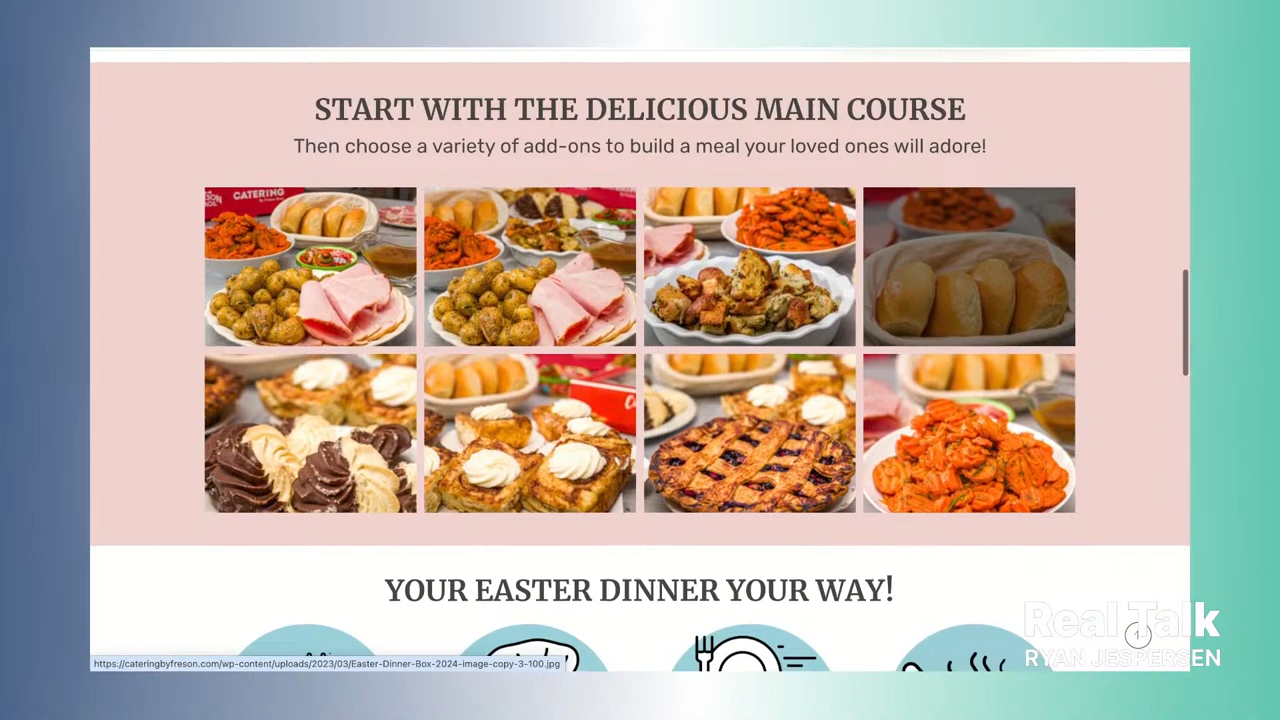 START WITH THE DELICIOUS MAIN COURSE
Then choose a variety of add-ons to build a meal your loved ones will adore!
CATERING
YOUR EASTER DINNER YOUR WAY!
Real Talk
1
RYAN JESPERSEN
https://cateringbyfreson.com/wp-content/uploads/2023/03/Easter-Dinner-Box-2024-image-copy-3-100.jpg